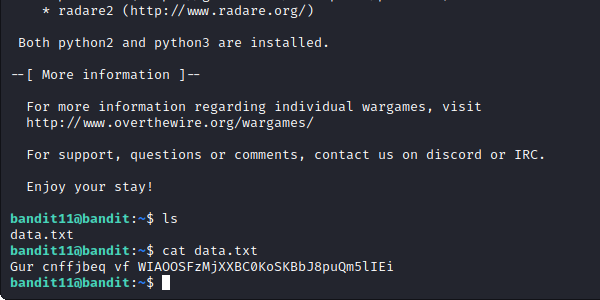 * radare2 (http://www.radare.org/)
Both python2 and python3 are installed.
--[ More information ]--
For more information regarding individual wargames, visit
http://www.overthewire.org/wargames/
For support, questions or comments, contact us on discord or IRC.
Enjoy your stay!
bandit11@bandit:~$ ls
data.txt
bandit11@bandit:~$ cat data.txt
Gur cnffjbeq vf WIAOOSFzMjXXBC0KoSKBbJ8puQm5lIEi
bandit11@bandit:~$